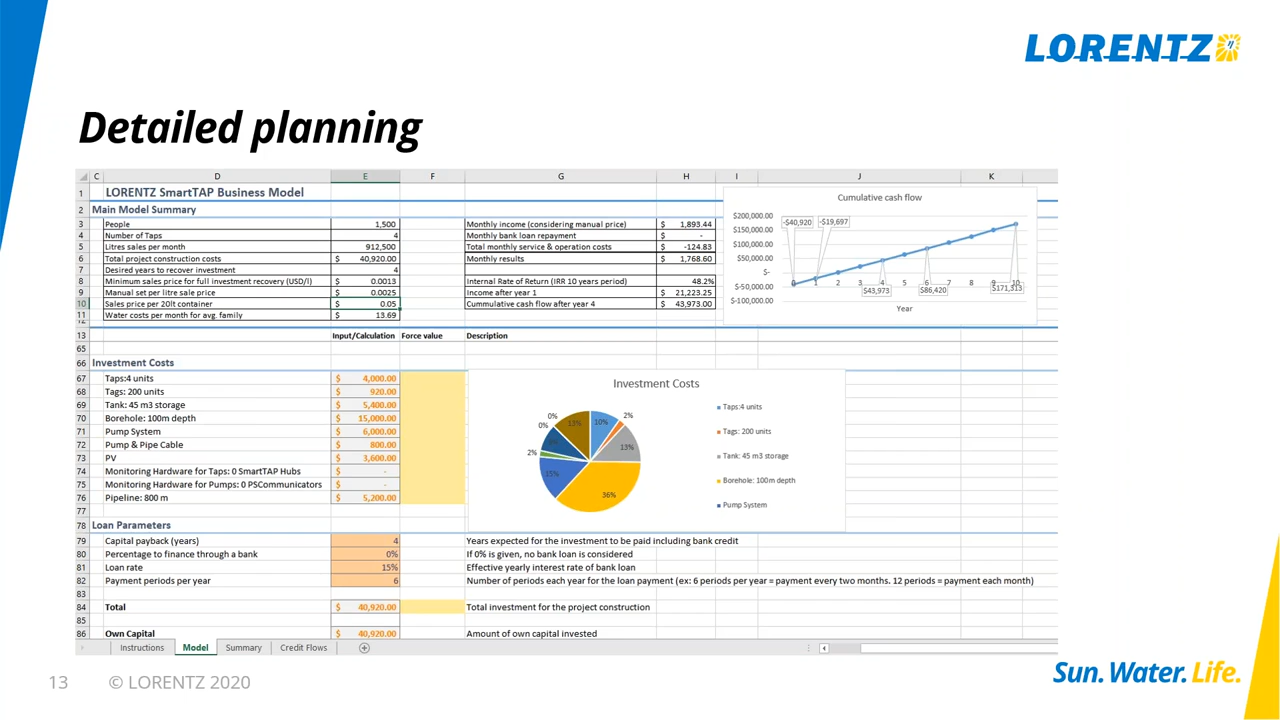 LORENTZ
Detailed planning
C D E F G H I J K
1 LORENTZ SmartTAP Business Model
2 Main Model Summary
3 People 1,500 Monthly income (considering manual price) $ 1,893.44
4 Number of Taps 4 Monthly bank loan repayment $ -
5 Litres sales per month 912,500 Total monthly service & operation costs $ -124.83
6 Total project construction costs $ 40,920.00 Monthly results $ 1,768.60
7 Desired years to recover investment 4
8 Minimum sales price for full investment recovery (USD/l) $ 0.0013 Internal Rate of Return (IRR 10 years period) 48.2%
9 Manual set per litre sale price $ 0.0025 Income after year 1 $ 21,223.25
10 Sales price per 20lt container $ 0.05 Cummulative cash flow after year 4 $ 43,973.00
11 Water costs per month for avg. family $ 13.69
12
Cumulative cash flow
$200,000.00
$150,000.00
$100,000.00
$50,000.00
$-
$-50,000.00
$-100,000.00
-$40,920 -$19,697
0 1 2 3 4 5 6 7 8 9 10
$43,973 $86,420 $171,313
Year
13 Input/Calculation Force value Description
65
66 Investment Costs
67 Taps:4 units $ 4,000.00
68 Tags: 200 units $ 920.00
69 Tank: 45 m3 storage $ 5,400.00
70 Borehole: 100m depth $ 15,000.00
71 Pump System $ 6,000.00
72 Pump & Pipe Cable $ 800.00
73 PV $ 3,600.00
74 Monitoring Hardware for Taps: 0 SmartTAP Hubs $ -
75 Monitoring Hardware for Pumps: 0 PSCommunicators $ -
76 Pipeline: 800 m $ 5,200.00
77
Investment Costs
0% 13% 10% 2%
0%
13%
2%
15%
36%
Taps:4 units
Tags: 200 units
Tank: 45 m3 storage
Borehole: 100m depth
Pump System
78 Loan Parameters
79 Capital payback (years) 4 Years expected for the investment to be paid including bank credit
80 Percentage to finance through a bank 0% If 0% is given, no bank loan is considered
81 Loan rate 15% Effective yearly interest rate of bank loan
82 Payment periods per year 6 Number of periods each year for the loan payment (ex: 6 periods per year = payment every two months. 12 periods = payment each month)
83
84 Total $ 40,920.00 Total investment for the project construction
85
86 Own Capital $ 40,920.00 Amount of own capital invested
Instructions Model Summary Credit Flows
13 © LORENTZ 2020
Sun. Water. Life.